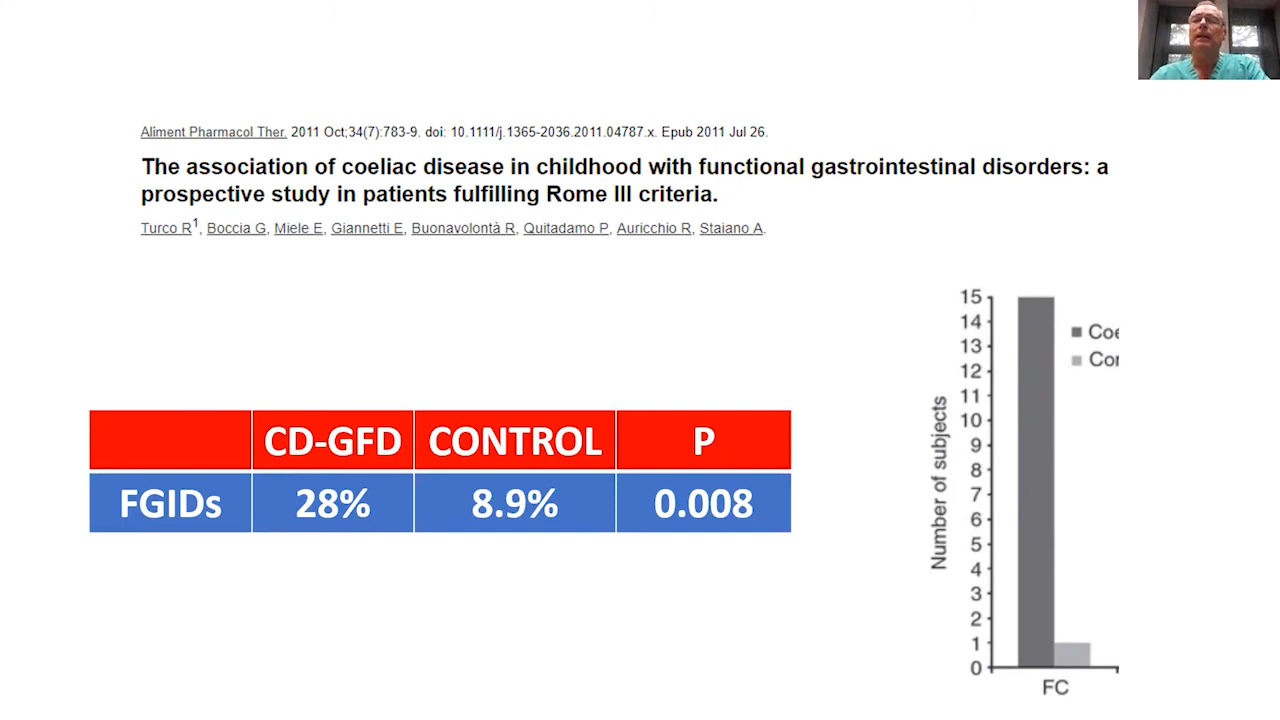 Aliment Pharmacol Ther. 2011 Oct;34(7):783-9. doi: 10.1111/j.1365-2036.2011.04787.x. Epub 2011 Jul 26.
The association of coeliac disease in childhood with functional gastrointestinal disorders: a
prospective study in patients fulfilling Rome III criteria.
Turco R1, Boccia G, Miele E, Giannetti E, Buonavolontà R, Quitadamo P, Auricchio R, Staiano A.
CD-GFD CONTROL P
FGIDs 28% 8.9% 0.008
Number of subjects
15
14
13
12
11
10
9
8
7
6
5
4
3
2
1
0
Coe
Cor
FC